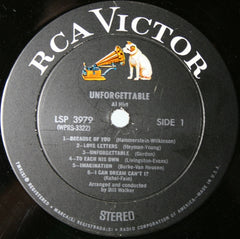 RCA VICTOR
UNFORGETTABLE
Al Hirt
LSP 3979
(WPRS-3322)
SIDE 1
1—BECAUSE OF YOU (Hammerstein-Wilkinson)
2—LOVE LETTERS (Heyman-Young)
3—UNFORGETTABLE (Gordon)
4—TO EACH HIS OWN (Livingston-Evans)
5—IMAGINATION (Burke-Van Heusen)
6—I CAN DREAM CAN'T I?
(Kahal-Fain)
Arranged and conducted
by Bill Walker
STEREO